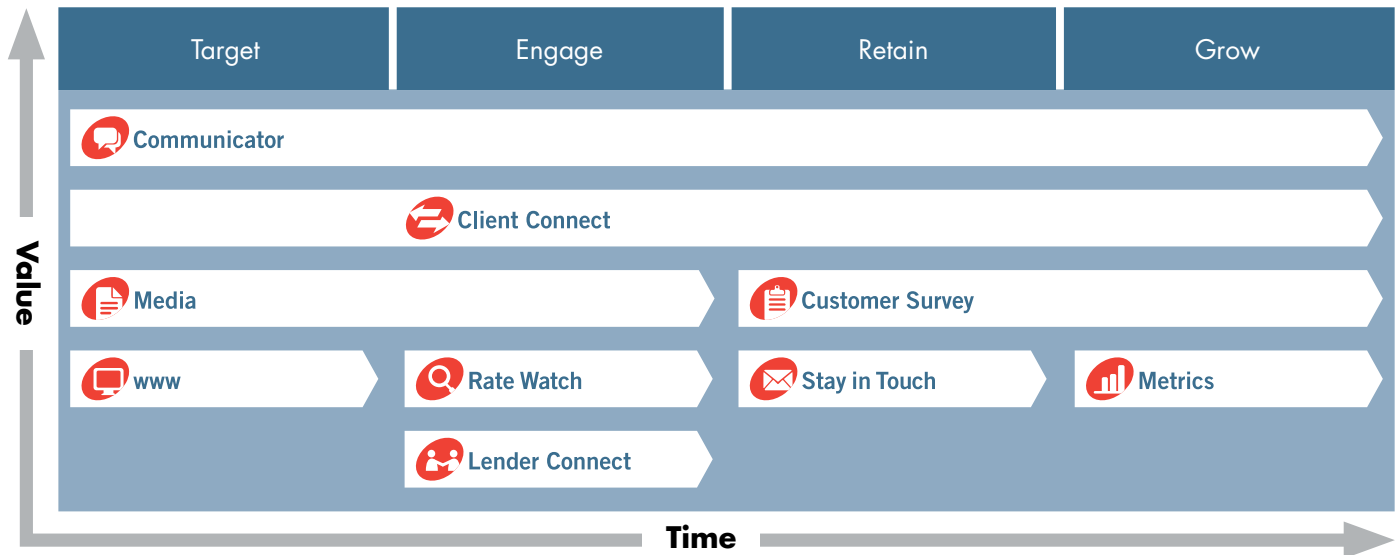 Target
Engage
Retain
Grow
Communicator
Client Connect
Media
Customer Survey
www
Rate Watch
Stay in Touch
Metrics
Lender Connect
Value
Time